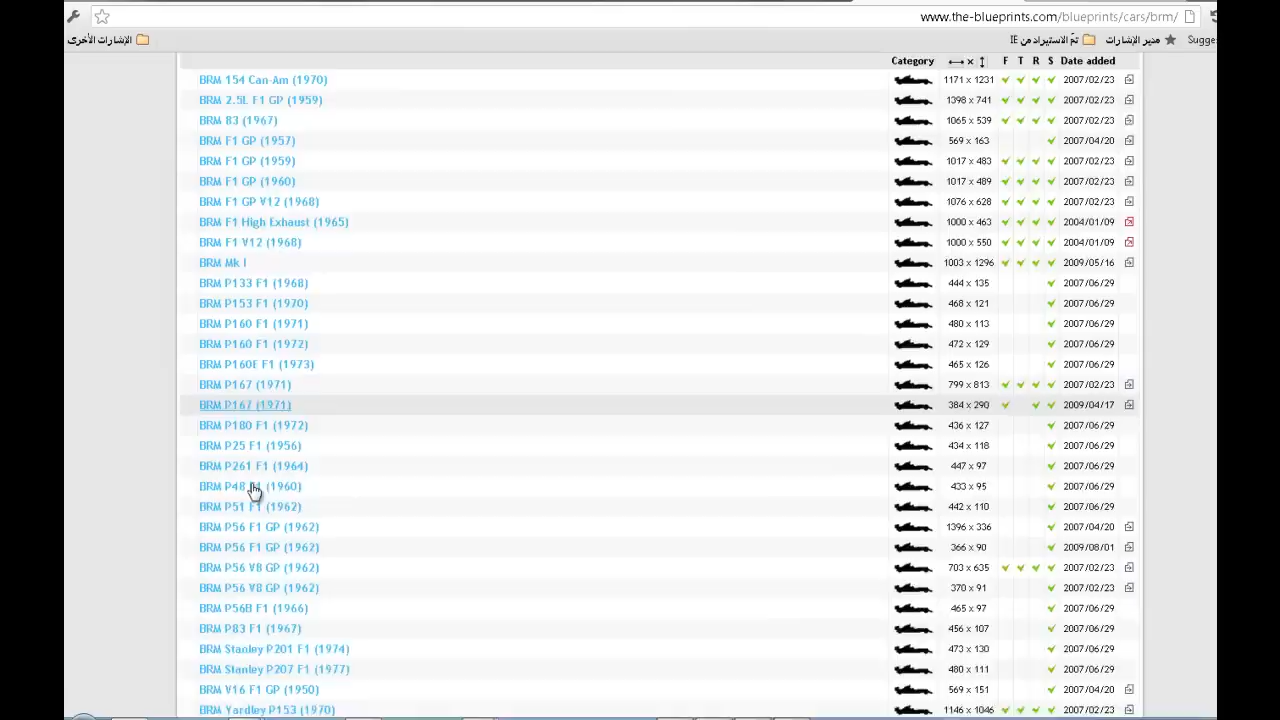 www.the-blueprints.com/blueprints/cars/brm/
الإشارات الأخرى
تمّ الاستيراد من IE
مدير الإشارات
Sugge
Category F T R S Date added
BRM 154 Can-Am (1970) 1171 x 1231 2007/02/23
BRM 2.5L F1 GP (1959) 1398 x 741 2007/02/23
BRM 83 (1967) 1065 x 539 2007/02/23
BRM F1 GP (1957) 569 x 163 2007/04/20
BRM F1 GP (1959) 1017 x 483 2007/02/23
BRM F1 GP (1960) 1017 x 489 2007/02/23
BRM F1 GP V12 (1968) 1076 x 628 2007/02/23
BRM F1 High Exhaust (1965) 1000 x 463 2004/01/09
BRM F1 V12 (1968) 1000 x 550 2004/01/09
BRM Mk I 1003 x 1296 2009/05/16
BRM P133 F1 (1968) 444 x 135 2007/06/29
BRM P153 F1 (1970) 468 x 121 2007/06/29
BRM P160 F1 (1971) 480 x 113 2007/06/29
BRM P160 F1 (1972) 472 x 129 2007/06/29
BRM P160E F1 (1973) 465 x 126 2007/06/29
BRM P167 (1971) 799 x 813 2007/02/23
BRM P167 (1971) 384 x 290 2009/04/17
BRM P180 F1 (1972) 430 x 127 2007/06/29
BRM P25 F1 (1956) 434 x 118 2007/06/29
BRM P261 F1 (1964) 447 x 97 2007/06/29
BRM P48 (1960) 433 x 95 2007/06/29
BRM P51 F1 (1962) 442 x 110 2007/06/29
BRM P56 F1 GP (1962) 1396 x 336 2007/04/20
BRM P56 F1 GP (1962) 366 x 90 2009/08/01
BRM P56 V8 GP (1962) 703 x 635 2007/02/23
BRM P56 V8 GP (1962) 370 x 91 2007/06/29
BRM P56B F1 (1966) 465 x 97 2007/06/29
BRM P83 F1 (1967) 456 x 107 2007/06/29
BRM Stanley P201 F1 (1974) 472 x 130 2007/06/29
BRM Stanley P207 F1 (1977) 480 x 111 2007/06/29
BRM V16 F1 GP (1950) 569 x 151 2007/04/20
BRM Yardley P153 (1970) 1146 x 1046 2007/02/23